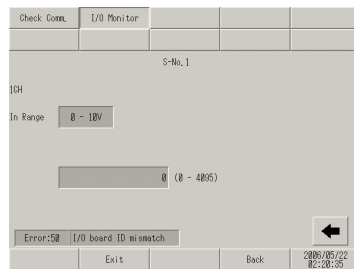 Check Comm. I/O Monitor
S-No.1
1CH
In Range 0 - 10V
0 (0 - 4095)
Error:50 I/O board ID mismatch
Exit Back 2006/05/22
02:20:35